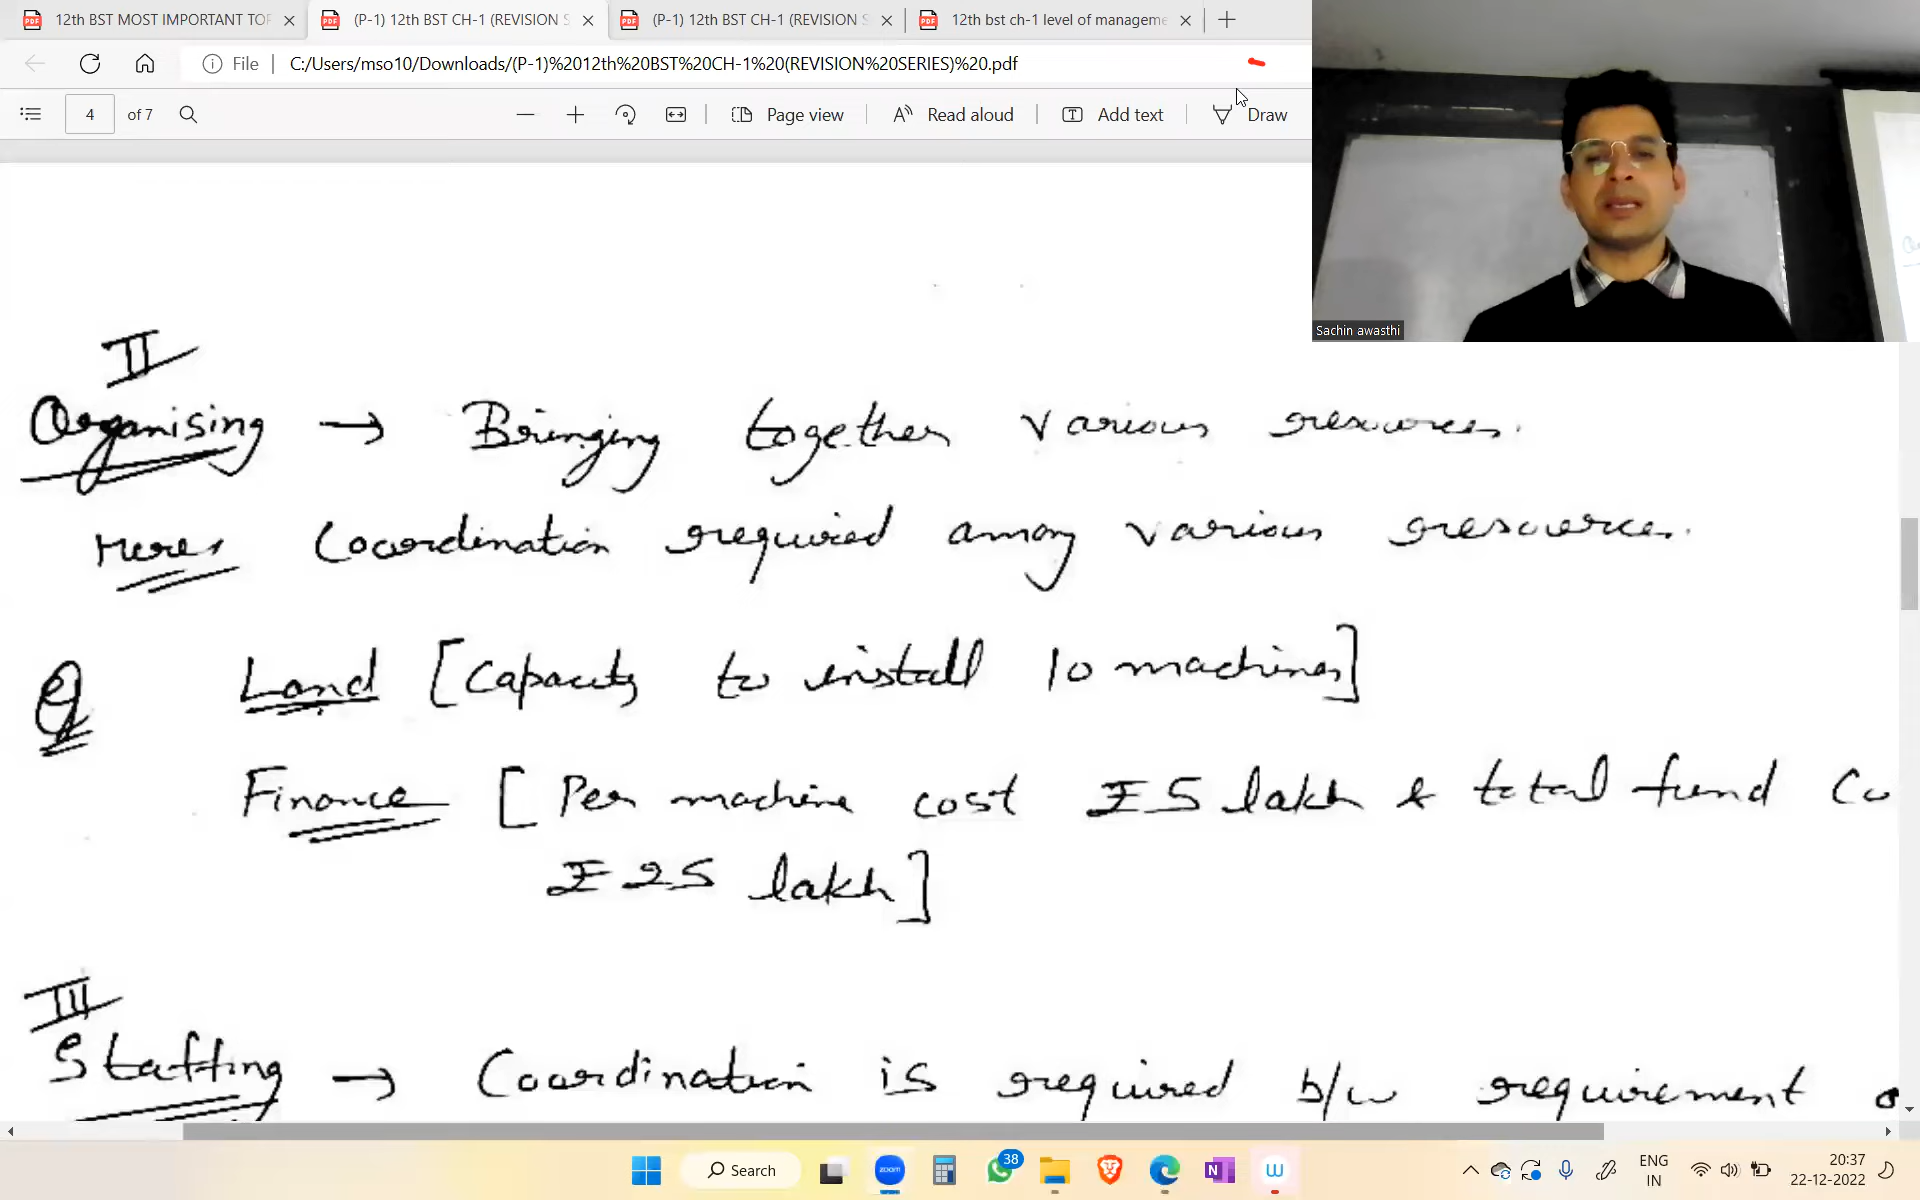 12th BST MOST IMPORTANT TO
(P-1) 12th BST CH-1 (REVISION S
(P-1) 12th BST CH-1 (REVISION S
12th bst ch-1 level of manageme
File
C:/Users/mso10/Downloads/(P-1)%2012th%20BST%20CH-1%20(REVISION%20SERIES)%20.pdf
4 of 7
Page view
Read aloud
Add text
Draw
Sachin awasthi
II
Organising → Bringing together various resources.
Here, Coordination required among various resources.
Eg Land [Capacity to install 10 machines]
Finance [Per machine cost ₹5 lakh & total fund Co
₹25 lakh]
III
Staffing → Coordination is required b/w requirement o
Search
zoom
38
N
W
ENG
IN
20:37
22-12-2022